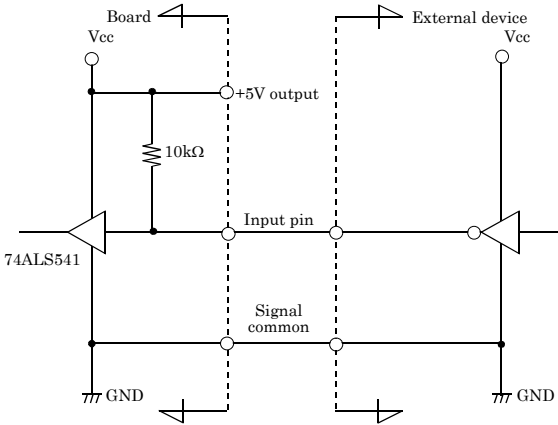 Board
External device
Vcc
Vcc
+5V output
10kΩ
Input pin
74ALS541
Signal
common
GND
GND